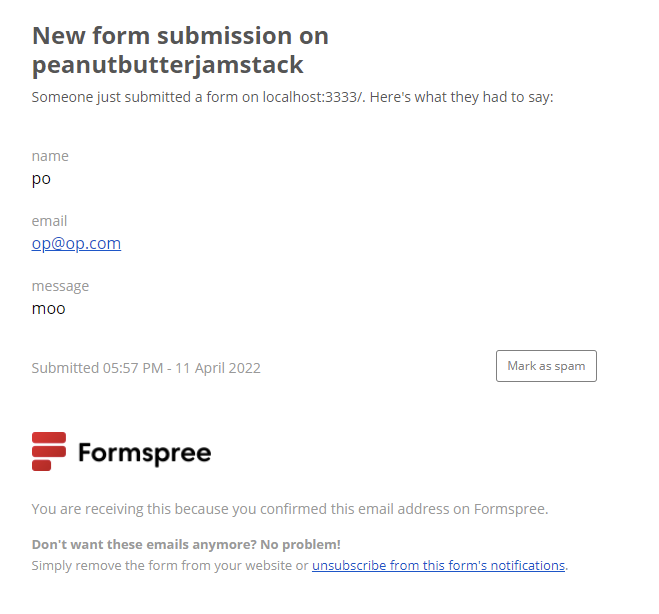 New form submission on
peanutbutterjamstack
Someone just submitted a form on localhost:3333/. Here's what they had to say:
name
po
email
op@op.com
message
moo
Submitted 05:57 PM - 11 April 2022
Mark as spam
Formspree
You are receiving this because you confirmed this email address on Formspree.
Don't want these emails anymore? No problem!
Simply remove the form from your website or unsubscribe from this form's notifications.